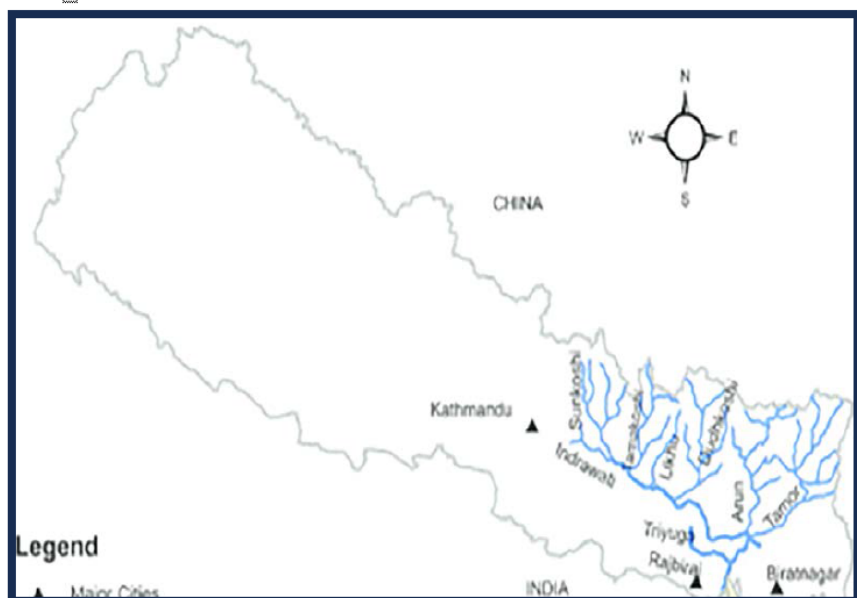 N
W E
S
CHINA
Sunkoshi
Tamakoshi
Likhu
Dudhkoshi
Kathmandu
Indrawati
Arun
Tamor
Triyuga
Legend
Rajbiraj
Biratnagar
Major Cities
INDIA